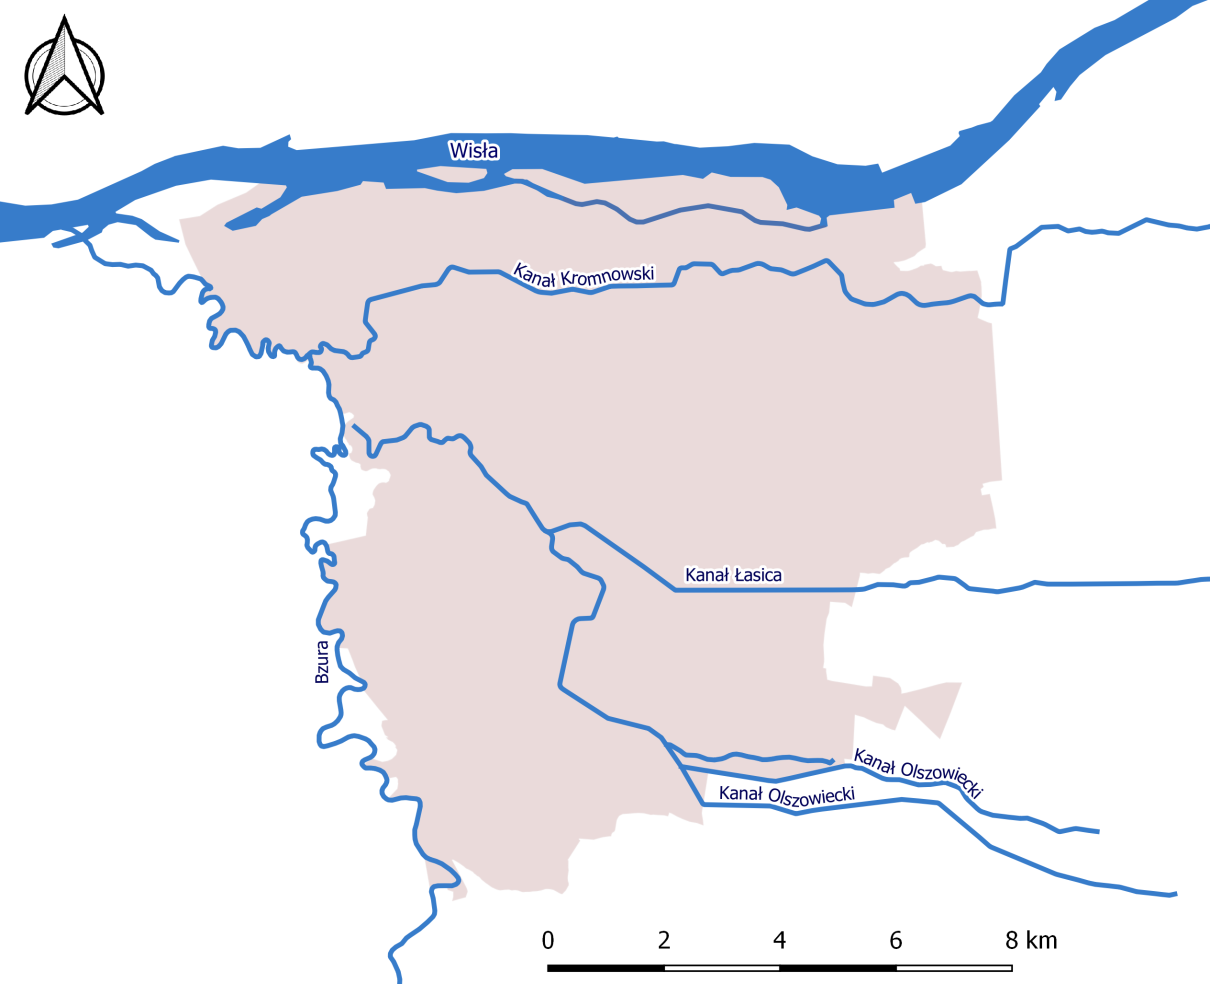 Wisła
Kanał Kromnowski
Kanał Łasica
Bzura
Kanał Olszowiecki
Kanał Olszowiecki
0 2 4 6 8 km